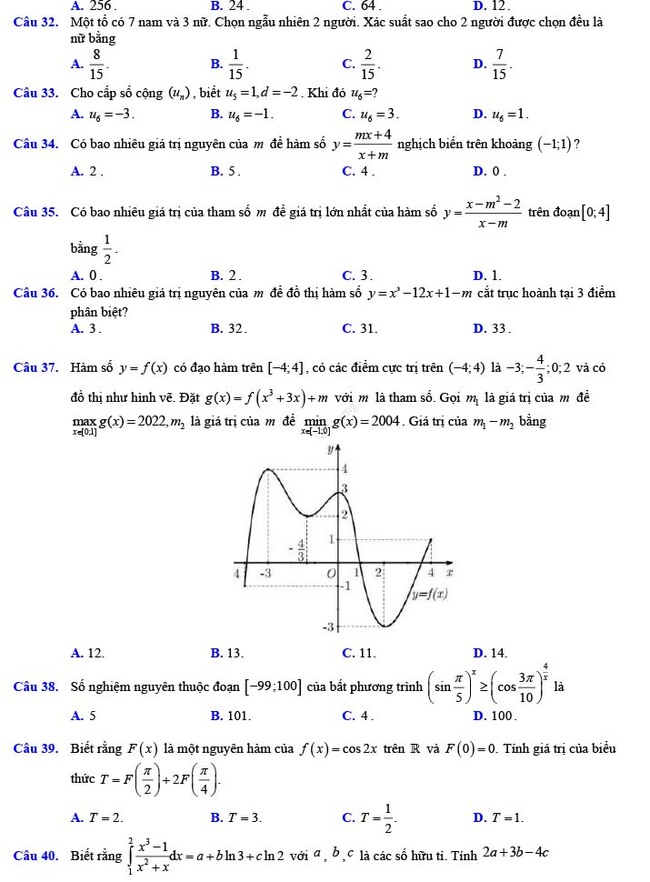 A. 256. B. 24. C. 64. D. 12.
Câu 32. Một tổ có 7 nam và 3 nữ. Chọn ngẫu nhiên 2 người. Xác suất sao cho 2 người được chọn đều là
nữ bằng
A. 8/15. B. 1/15. C. 2/15. D. 7/15.
Câu 33. Cho cấp số cộng (uₙ), biết u₅ = 1, d = −2. Khi đó u₆=?
A. u₆ = −3. B. u₆ = −1. C. u₆ = 3. D. u₆ = 1.
Câu 34. Có bao nhiêu giá trị nguyên của m để hàm số y = (mx+4)/(x+m) nghịch biến trên khoảng (−1;1)?
A. 2. B. 5. C. 4. D. 0.
Câu 35. Có bao nhiêu giá trị của tham số m để giá trị lớn nhất của hàm số y = (x−m²−2)/(x−m) trên đoạn[0;4]
bằng 1/2.
A. 0. B. 2. C. 3. D. 1.
Câu 36. Có bao nhiêu giá trị nguyên của m để đồ thị hàm số y = x³−12x+1−m cắt trục hoành tại 3 điểm
phân biệt?
A. 3. B. 32. C. 31. D. 33.
Câu 37. Hàm số y = f(x) có đạo hàm trên [−4;4], có các điểm cực trị trên (−4;4) là −3;−4/3;0;2 và có
đồ thị như hình vẽ. Đặt g(x) = f(x³+3x)+m với m là tham số. Gọi m₁ là giá trị của m để
max x∈[0;1] g(x) = 2022, m₂ là giá trị của m để min x∈[−1;0] g(x) = 2004. Giá trị của m₁ − m₂ bằng
y
4
3
2
-4/3
1
4 -3 O 1 2 4 x
-1
y=f(x)
-3
A. 12. B. 13. C. 11. D. 14.
Câu 38. Số nghiệm nguyên thuộc đoạn [−99;100] của bất phương trình (sin π/5)^x ≥ (cos 3π/10)^(4/x) là
A. 5 B. 101. C. 4. D. 100.
Câu 39. Biết rằng F(x) là một nguyên hàm của f(x) = cos 2x trên ℝ và F(0) = 0. Tính giá trị của biểu
thức T = F(π/2)+2F(π/4).
A. T = 2. B. T = 3. C. T = 1/2. D. T = 1.
Câu 40. Biết rằng ∫₁² (x³−1)/(x²+x) dx = a + b ln 3 + c ln 2 với a, b, c là các số hữu tỉ. Tính 2a+3b−4c